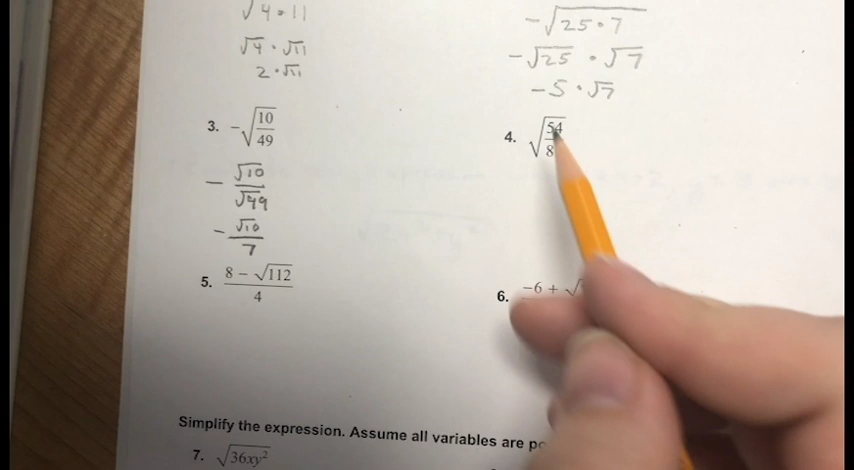 √4•11
-√25•7
√4 • √11
-√25 • √7
2 • √11
-5 • √7
3. -√10/49
4. √54/8
- √10/√49
- √10/7
5. 8 - √112 / 4
6. -6 + √
Simplify the expression. Assume all variables are
7. √36xy²